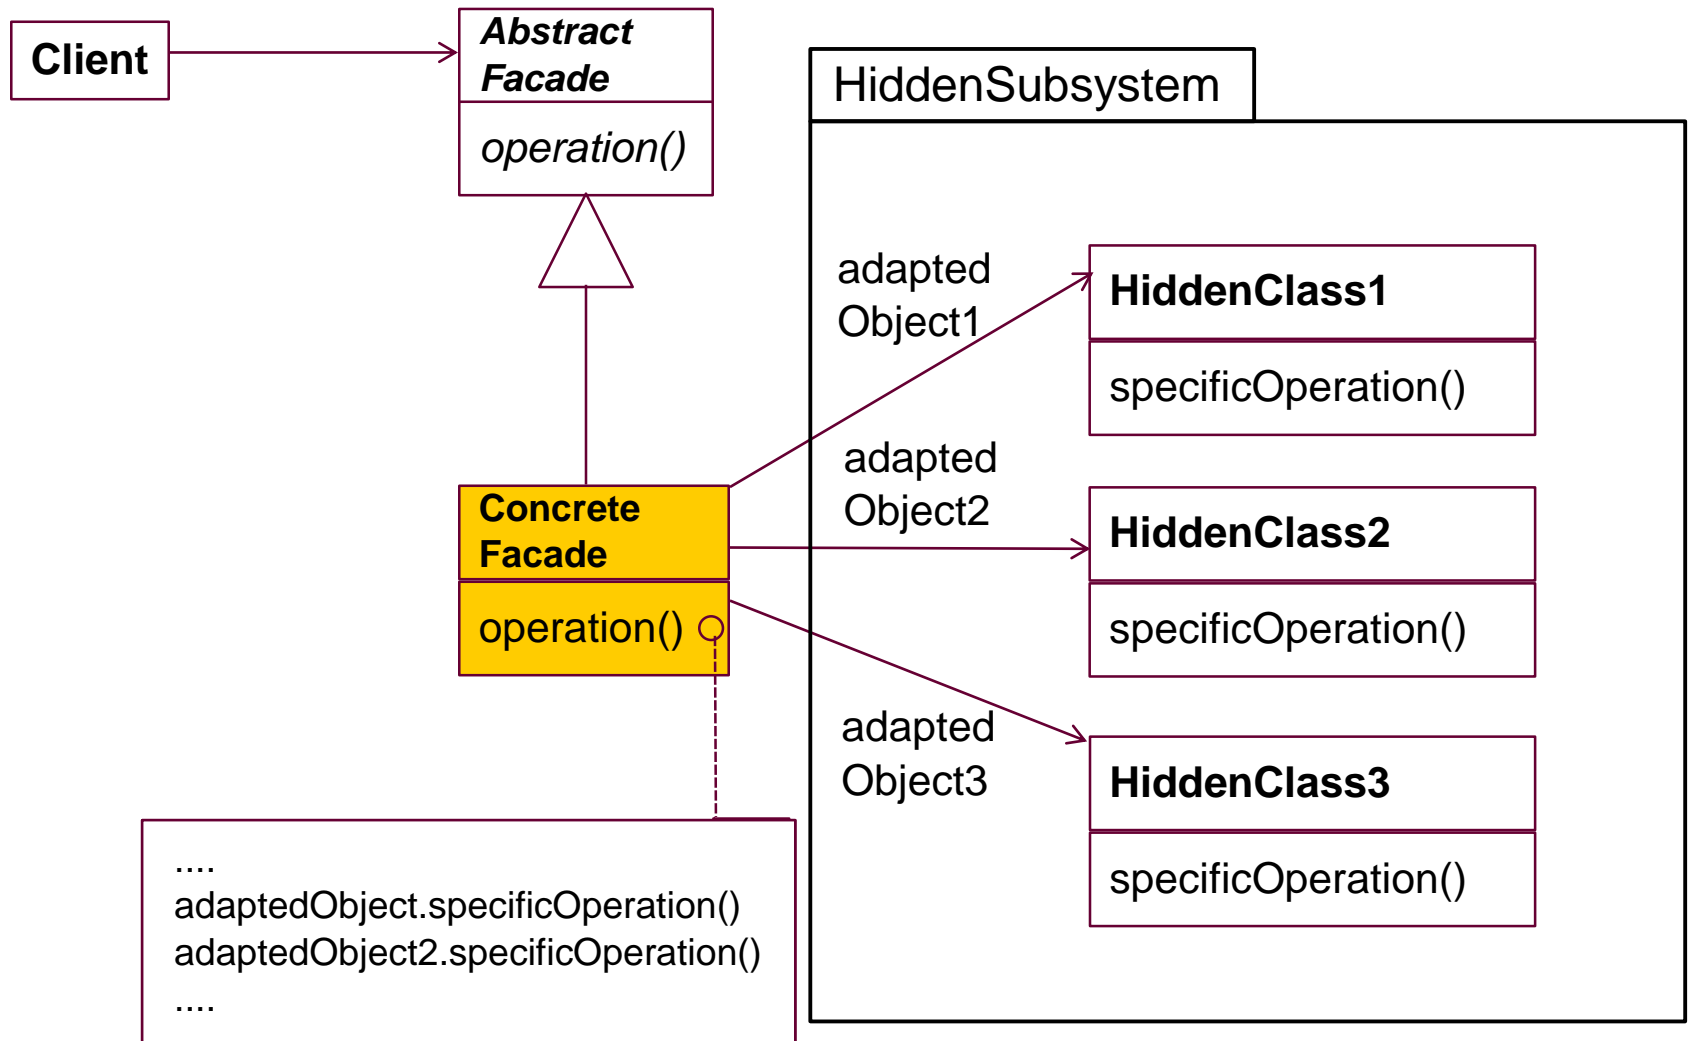 Client
Abstract
Facade
operation()
HiddenSubsystem
adapted
Object1
HiddenClass1
specificOperation()
adapted
Object2
HiddenClass2
specificOperation()
Concrete
Facade
operation()
adapted
Object3
HiddenClass3
specificOperation()
....
adaptedObject.specificOperation()
adaptedObject2.specificOperation()
....